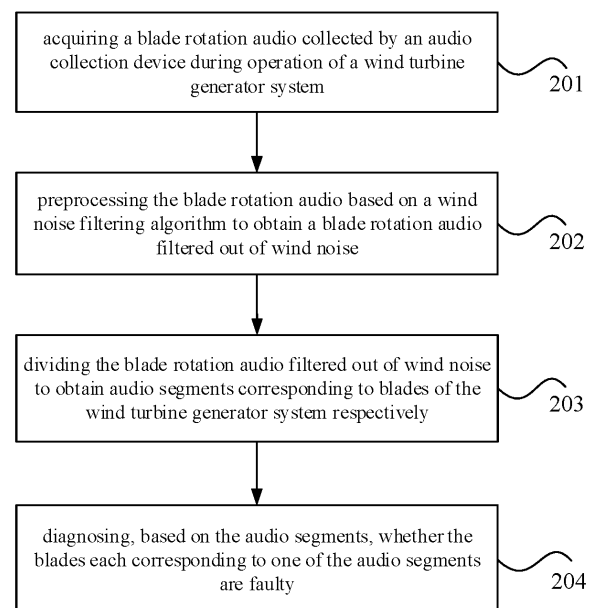 acquiring a blade rotation audio collected by an audio
collection device during operation of a wind turbine
generator system
201
preprocessing the blade rotation audio based on a wind
noise filtering algorithm to obtain a blade rotation audio
filtered out of wind noise
202
dividing the blade rotation audio filtered out of wind noise
to obtain audio segments corresponding to blades of the
wind turbine generator system respectively
203
diagnosing, based on the audio segments, whether the
blades each corresponding to one of the audio segments
are faulty
204